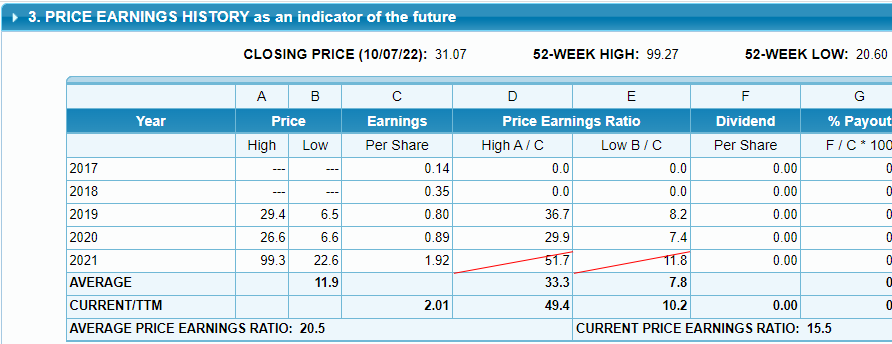 3. PRICE EARNINGS HISTORY as an indicator of the future
CLOSING PRICE (10/07/22): 31.07 52-WEEK HIGH: 99.27 52-WEEK LOW: 20.60
A B C D E F G
Year Price Earnings Price Earnings Ratio Dividend % Payout
High Low Per Share High A / C Low B / C Per Share F / C * 100
2017 --- --- 0.14 0.0 0.0 0.00 0
2018 --- --- 0.35 0.0 0.0 0.00 0
2019 29.4 6.5 0.80 36.7 8.2 0.00 0
2020 26.6 6.6 0.89 29.9 7.4 0.00 0
2021 99.3 22.6 1.92 51.7 11.8 0.00 0
AVERAGE 11.9 33.3 7.8 0
CURRENT/TTM 2.01 49.4 10.2 0.00 0
AVERAGE PRICE EARNINGS RATIO: 20.5 CURRENT PRICE EARNINGS RATIO: 15.5